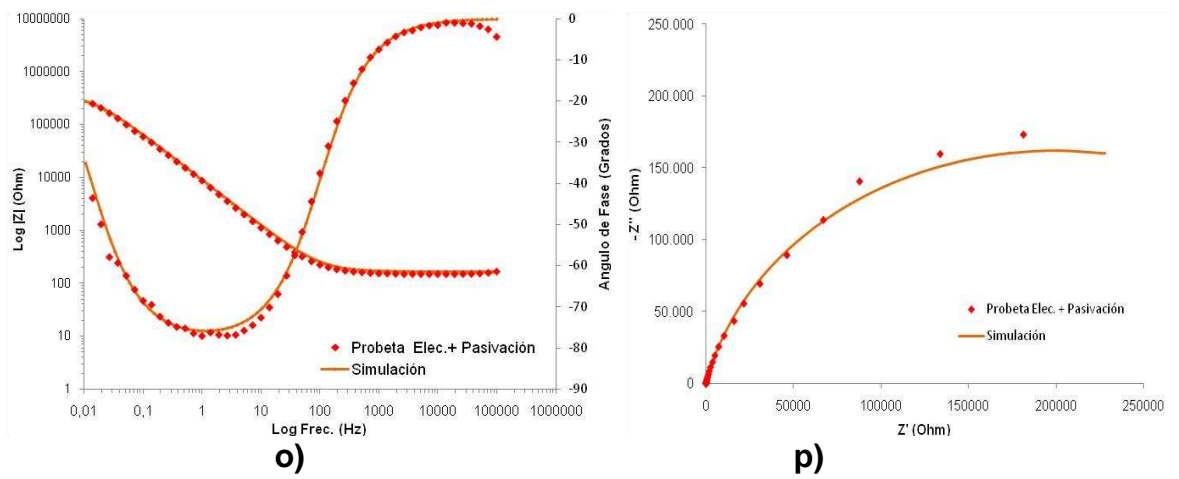 10000000
1000000
100000
10000
1000
100
10
1
Log |Z| (Ohm)
0
-10
-20
-30
-40
-50
-60
-70
-80
-90
Angulo de Fase (Grados)
Probeta Elec.+ Pasivación
Simulación
0,01 0,1 1 10 100 1000 10000 100000 1000000
Log Frec. (Hz)
o)
250.000
200.000
150.000
100.000
50.000
0
-Z'' (Ohm)
Probeta Elec. + Pasivación
Simulación
0 50000 100000 150000 200000 250000
Z' (Ohm)
p)